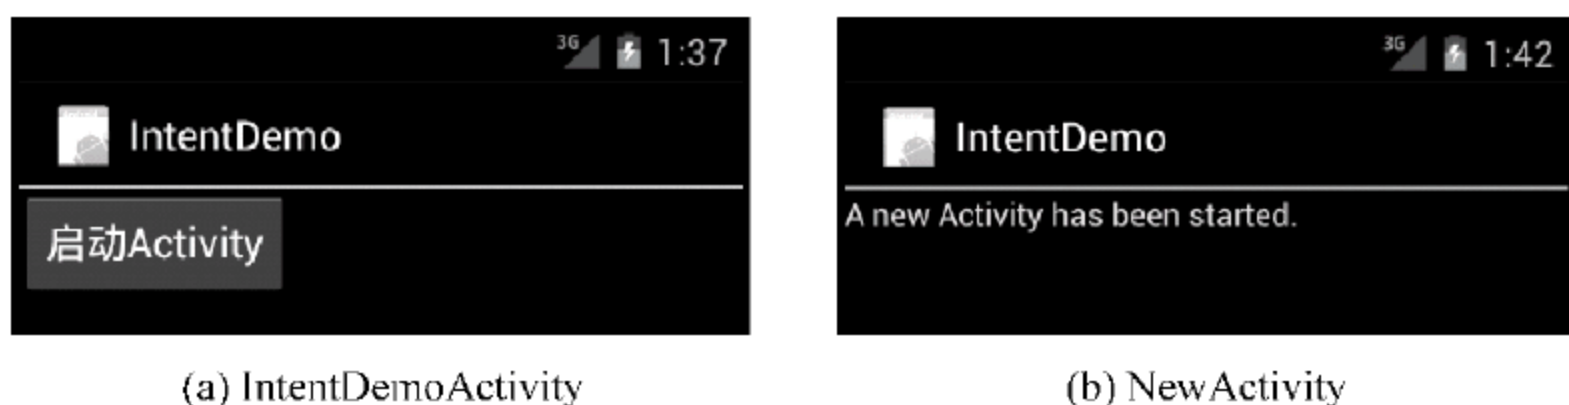 3G 1:37
IntentDemo
启动Activity
(a) IntentDemoActivity
3G 1:42
IntentDemo
A new Activity has been started.
(b) NewActivity